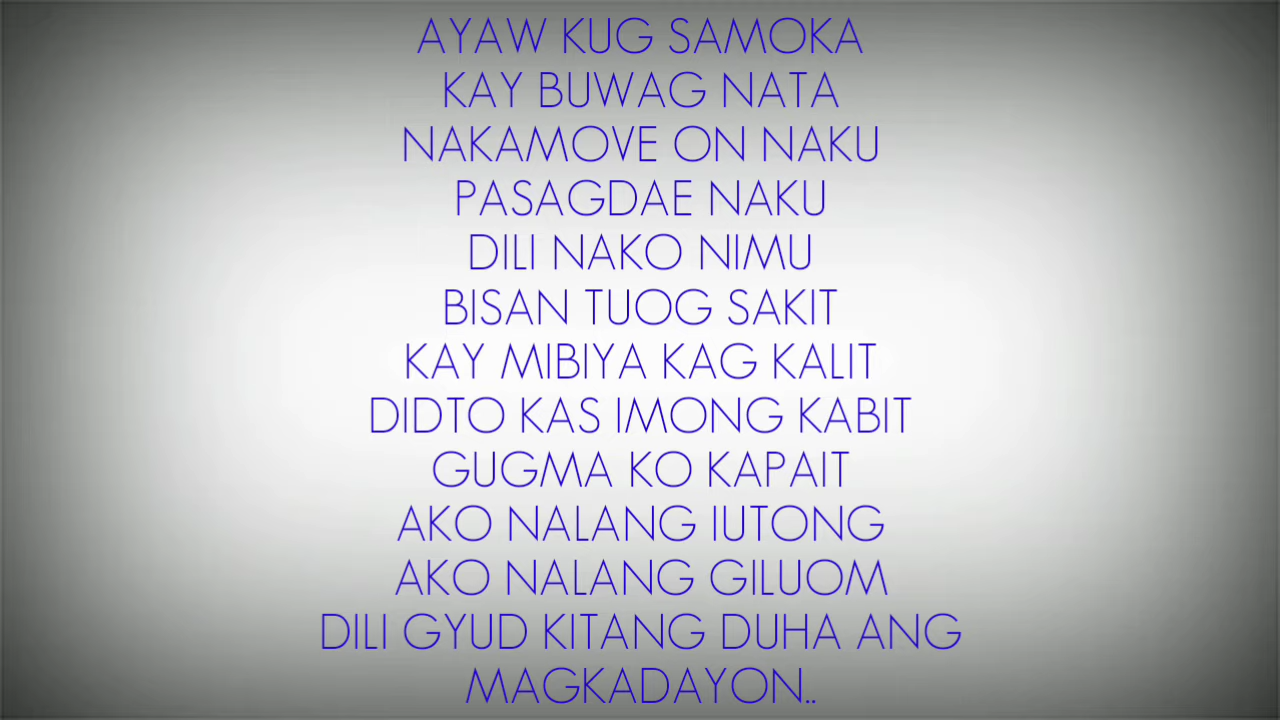 AYAW KUG SAMOKA
KAY BUWAG NATA
NAKAMOVE ON NAKU
PASAGDAE NAKU
DILI NAKO NIMU
BISAN TUOG SAKIT
KAY MIBIYA KAG KALIT
DIDTO KAS IMONG KABIT
GUGMA KO KAPAIT
AKO NALANG IUTONG
AKO NALANG GILUOM
DILI GYUD KITANG DUHA ANG
MAGKADAYON..